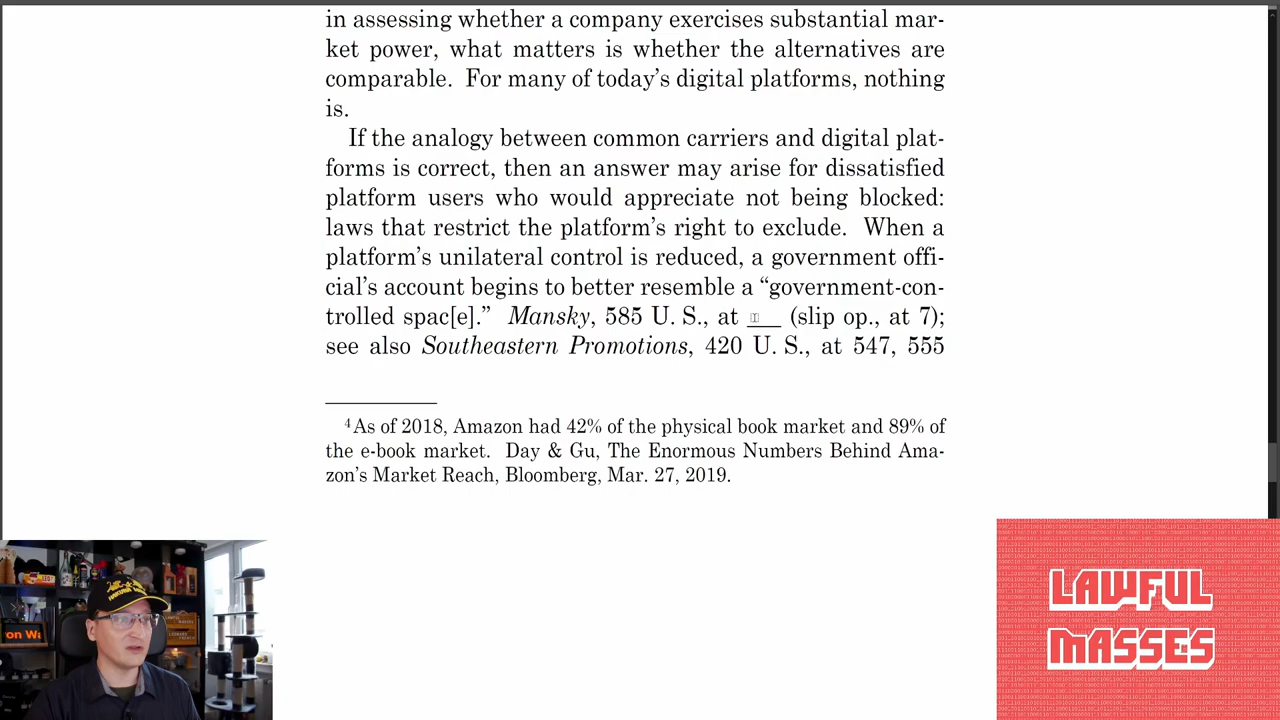 in assessing whether a company exercises substantial mar-
ket power, what matters is whether the alternatives are
comparable. For many of today's digital platforms, nothing
is.
If the analogy between common carriers and digital plat-
forms is correct, then an answer may arise for dissatisfied
platform users who would appreciate not being blocked:
laws that restrict the platform's right to exclude. When a
platform's unilateral control is reduced, a government offi-
cial's account begins to better resemble a “government-con-
trolled spac[e].” Mansky, 585 U. S., at ___ (slip op., at 7);
see also Southeastern Promotions, 420 U. S., at 547, 555
4 As of 2018, Amazon had 42% of the physical book market and 89% of
the e-book market. Day & Gu, The Enormous Numbers Behind Ama-
zon's Market Reach, Bloomberg, Mar. 27, 2019.
on Wa
LAWFUL
MASSES